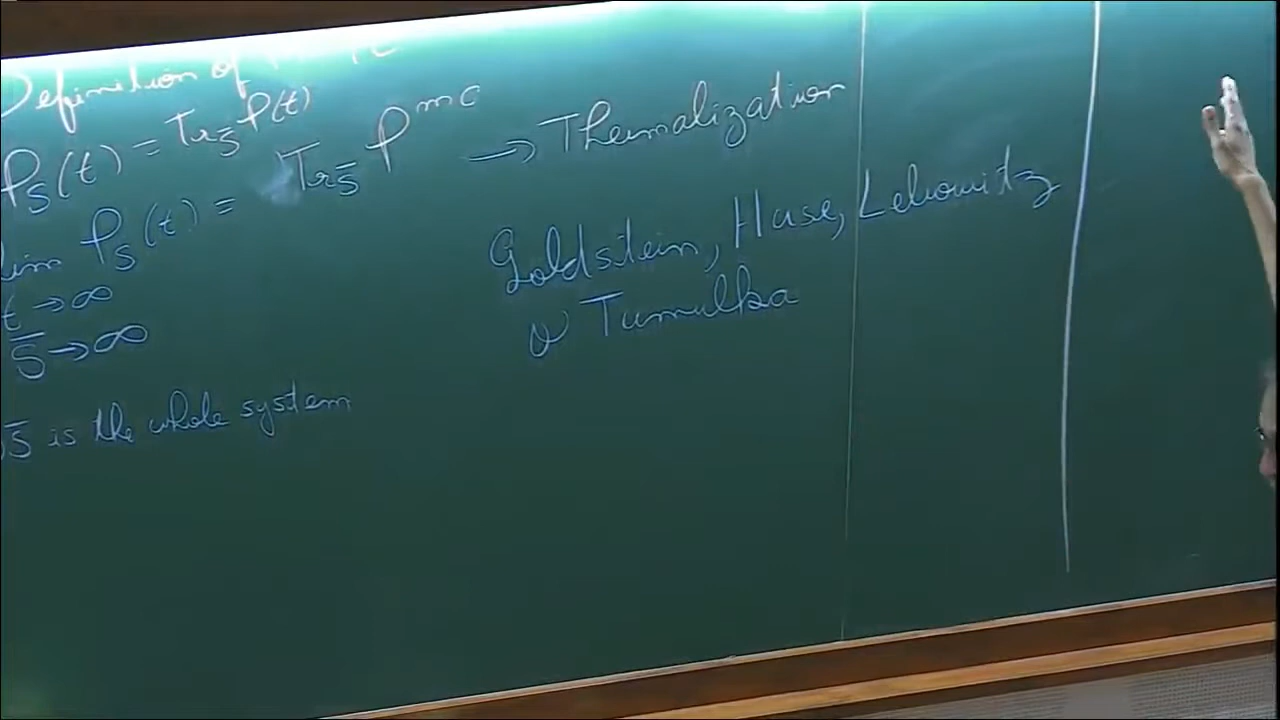 Definition of
ρ_S(t) = Tr_S̄ ρ(t)
lim ρ_S(t) = Tr_S̄ ρ^mc → Thermalization
t → ∞
S̄ → ∞
Goldstein, Huse, Lebowitz
& Tumulka
S̄ is the whole system